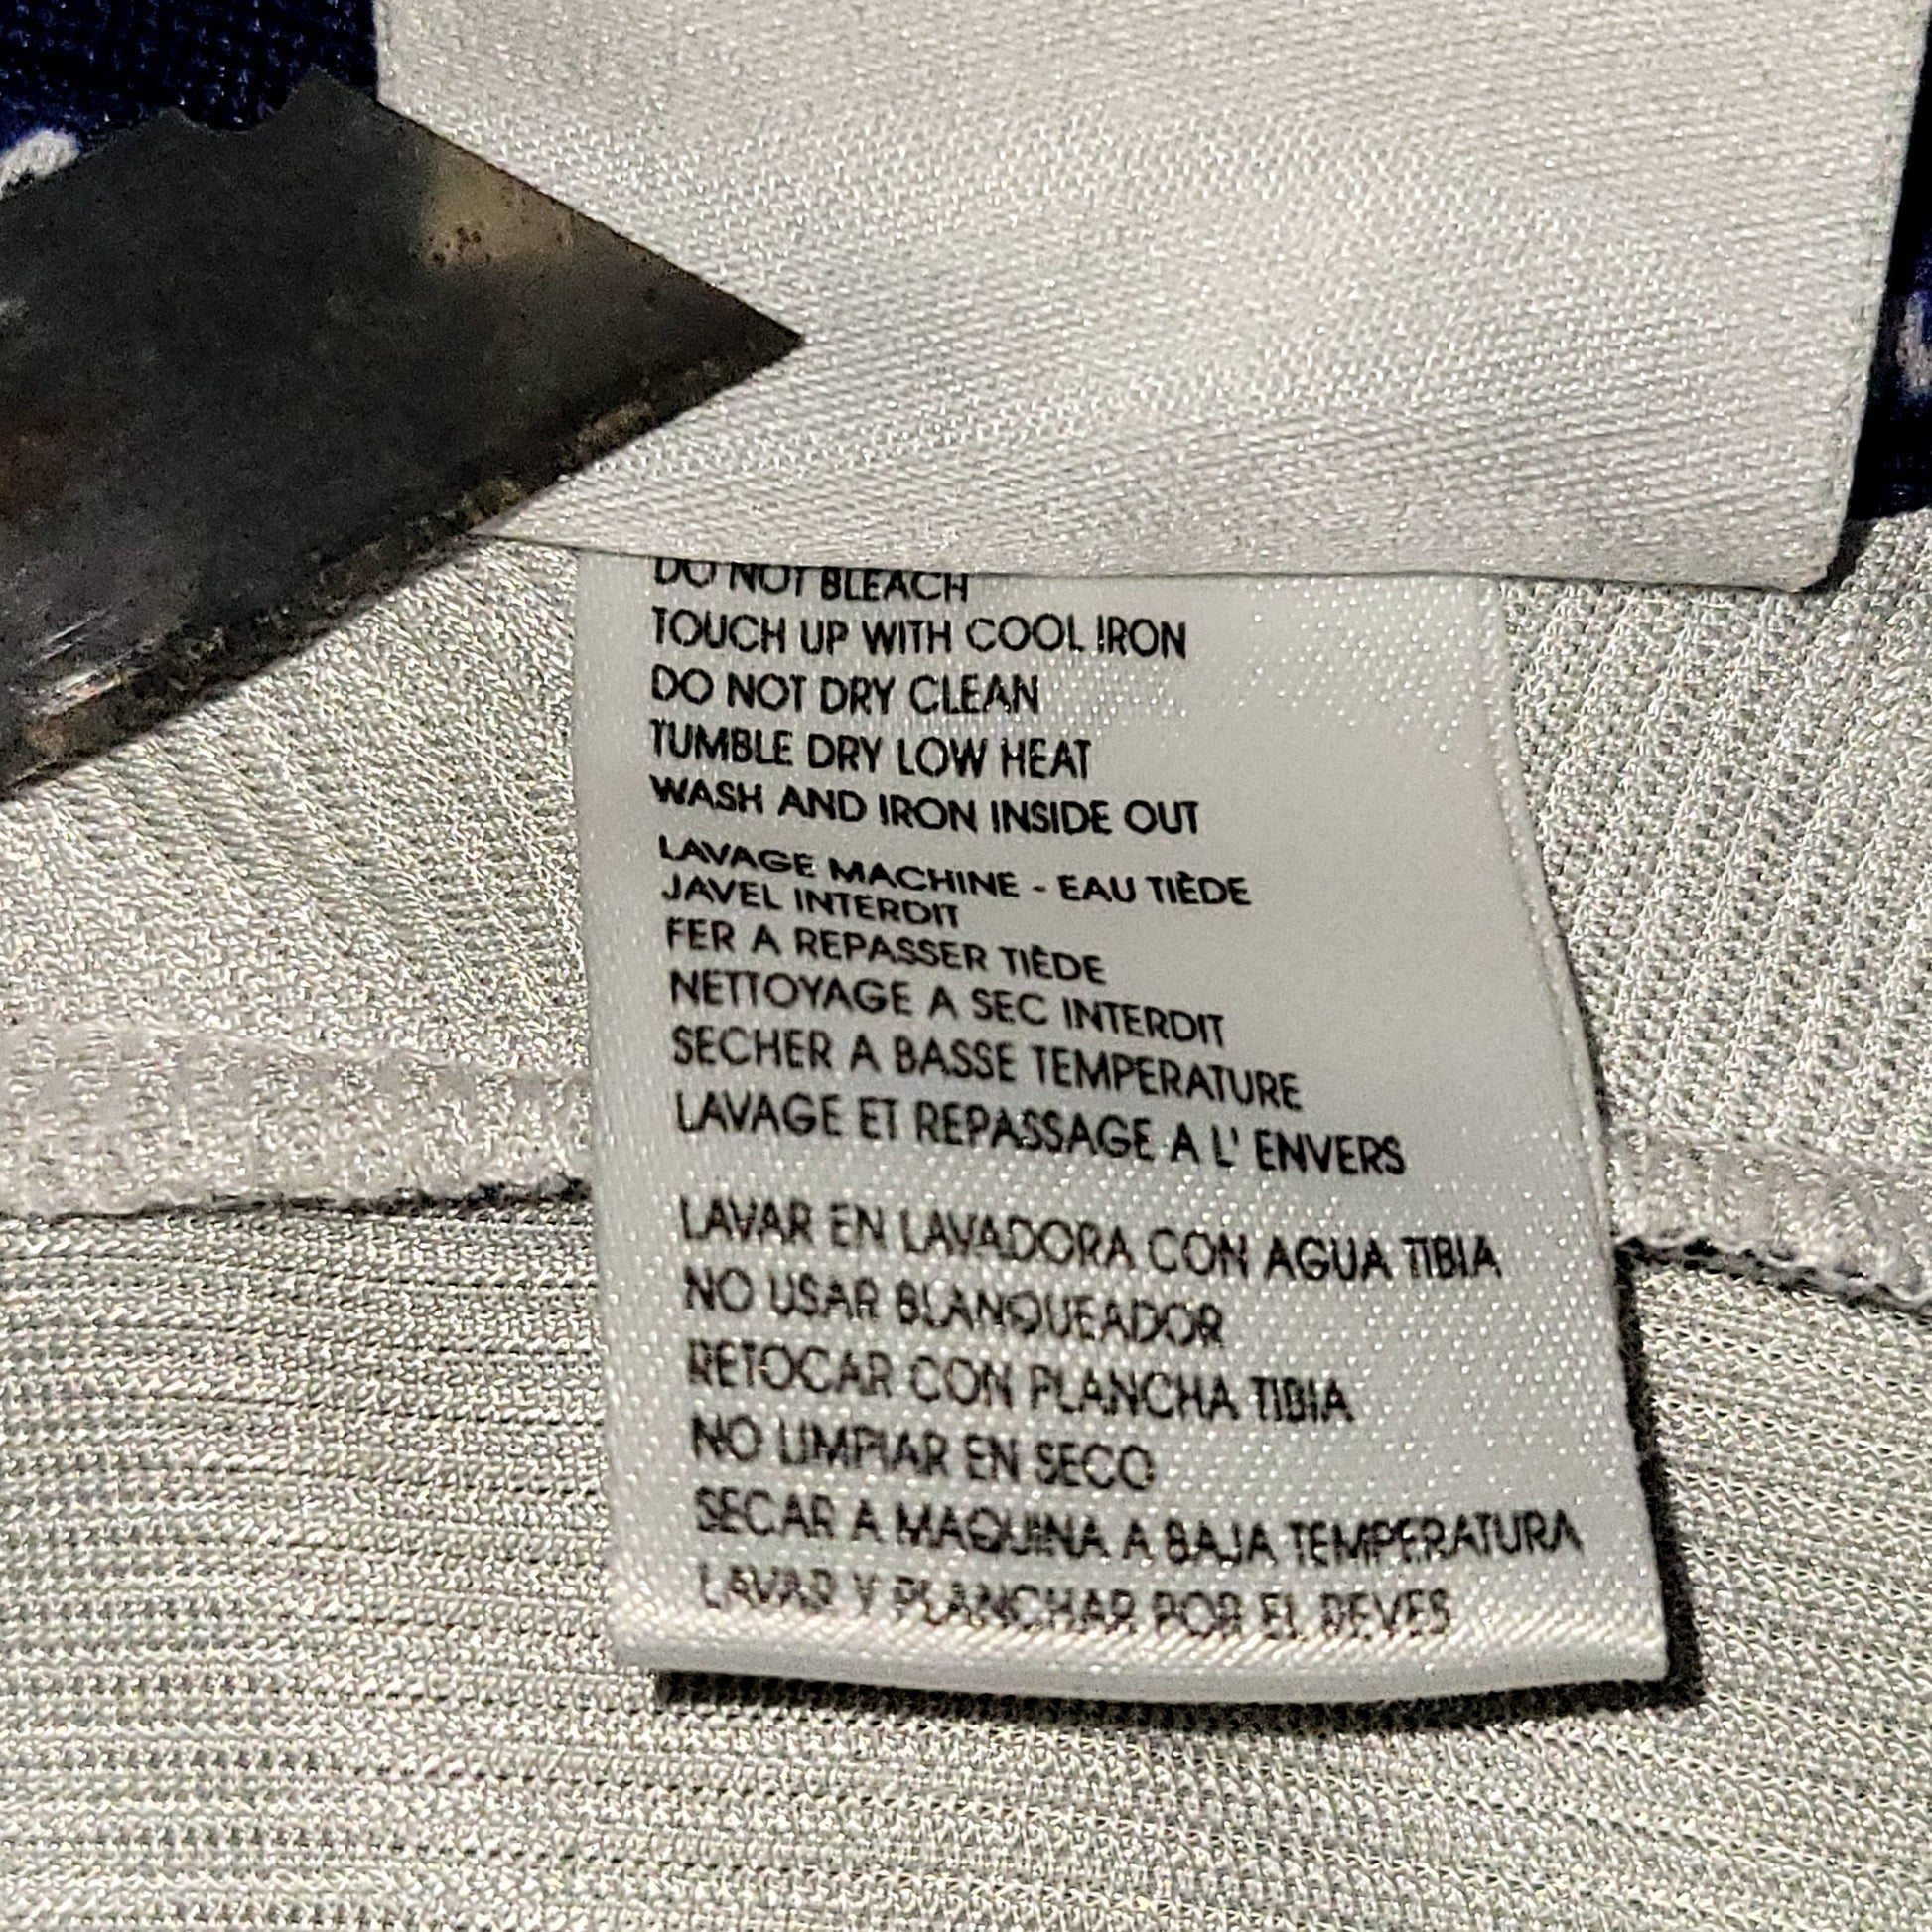 DO NOT BLEACH
TOUCH UP WITH COOL IRON
DO NOT DRY CLEAN
TUMBLE DRY LOW HEAT
WASH AND IRON INSIDE OUT
LAVAGE MACHINE - EAU TIÈDE
JAVEL INTERDIT
FER A REPASSER TIÈDE
NETTOYAGE A SEC INTERDIT
SECHER A BASSE TEMPERATURE
LAVAGE ET REPASSAGE A L' ENVERS
LAVAR EN LAVADORA CON AGUA TIBIA
NO USAR BLANQUEADOR
RETOCAR CON PLANCHA TIBIA
NO LIMPIAR EN SECO
SECAR A MAQUINA A BAJA TEMPERATURA
LAVAR Y PLANCHAR POR EL REVES